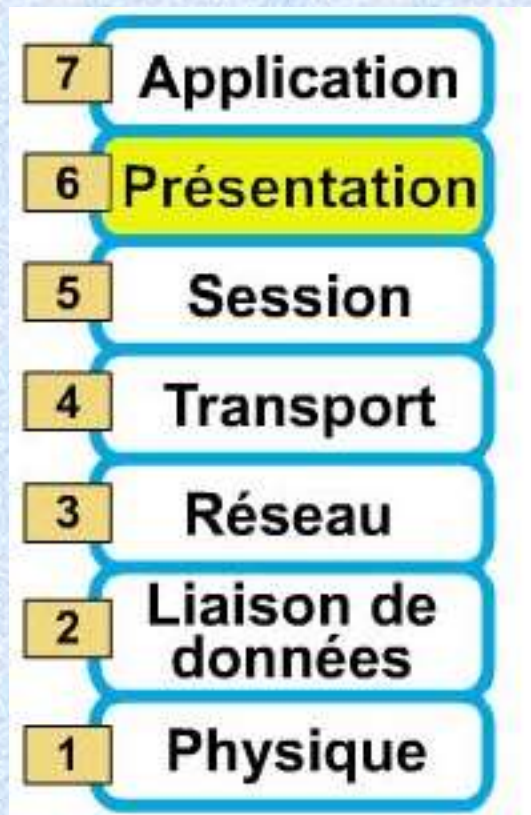 7 Application
6 Présentation
5 Session
4 Transport
3 Réseau
2 Liaison de
données
1 Physique